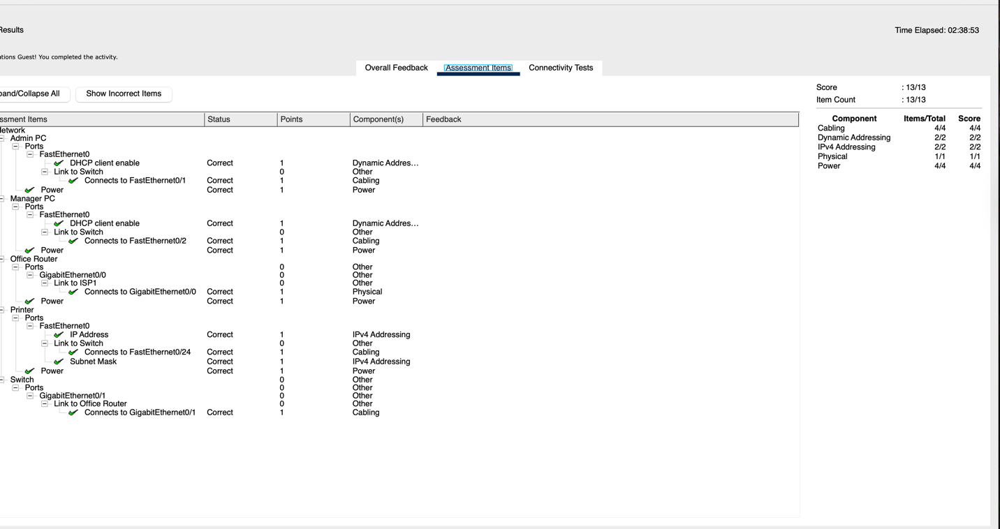 Results
Time Elapsed: 02:38:53
ations Guest! You completed the activity.
Overall Feedback Assessment Items Connectivity Tests
pand/Collapse All Show Incorrect Items
Score : 13/13
Item Count : 13/13
ssment Items Status Points Component(s) Feedback
Component Items/Total Score
Cabling 4/4 4/4
Dynamic Addressing 2/2 2/2
IPv4 Addressing 2/2 2/2
Physical 1/1 1/1
Power 4/4 4/4
Network
Admin PC
Ports
FastEthernet0
DHCP client enable Correct 1 Dynamic Addres...
Link to Switch 0 Other
Connects to FastEthernet0/1 Correct 1 Cabling
Power Correct 1 Power
Manager PC
Ports
FastEthernet0
DHCP client enable Correct 1 Dynamic Addres...
Link to Switch 0 Other
Connects to FastEthernet0/2 Correct 1 Cabling
Power Correct 1 Power
Office Router
Ports 0 Other
GigabitEthernet0/0 0 Other
Link to ISP1 0 Other
Connects to GigabitEthernet0/0 Correct 1 Physical
Power Correct 1 Power
Printer
Ports
FastEthernet0
IP Address Correct 1 IPv4 Addressing
Link to Switch 0 Other
Connects to FastEthernet0/24 Correct 1 Cabling
Subnet Mask Correct 1 IPv4 Addressing
Power Correct 1 Power
Switch 0 Other
Ports 0 Other
GigabitEthernet0/1 0 Other
Link to Office Router 0 Other
Connects to GigabitEthernet0/1 Correct 1 Cabling